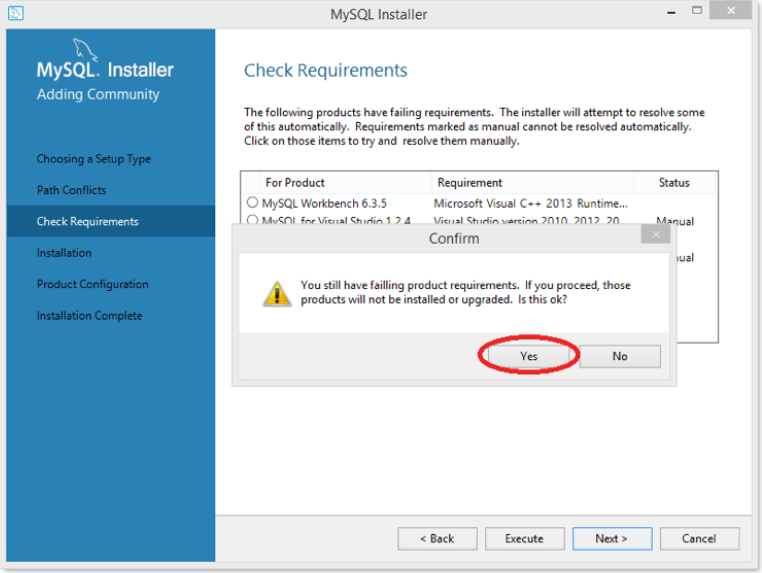 MySQL Installer
MySQL. Installer
Adding Community
Choosing a Setup Type
Path Conflicts
Check Requirements
Installation
Product Configuration
Installation Complete
Check Requirements
The following products have failing requirements. The installer will attempt to resolve some
of this automatically. Requirements marked as manual cannot be resolved automatically.
Click on those items to try and resolve them manually.
For Product Requirement Status
MySQL Workbench 6.3.5 Microsoft Visual C++ 2013 Runtime...
MySQL for Visual Studio 1.2.4 Visual Studio version 2010, 2012, 20... Manual
Confirm
You still have failling product requirements. If you proceed, those
products will not be installed or upgraded. Is this ok?
Yes No
< Back Execute Next > Cancel